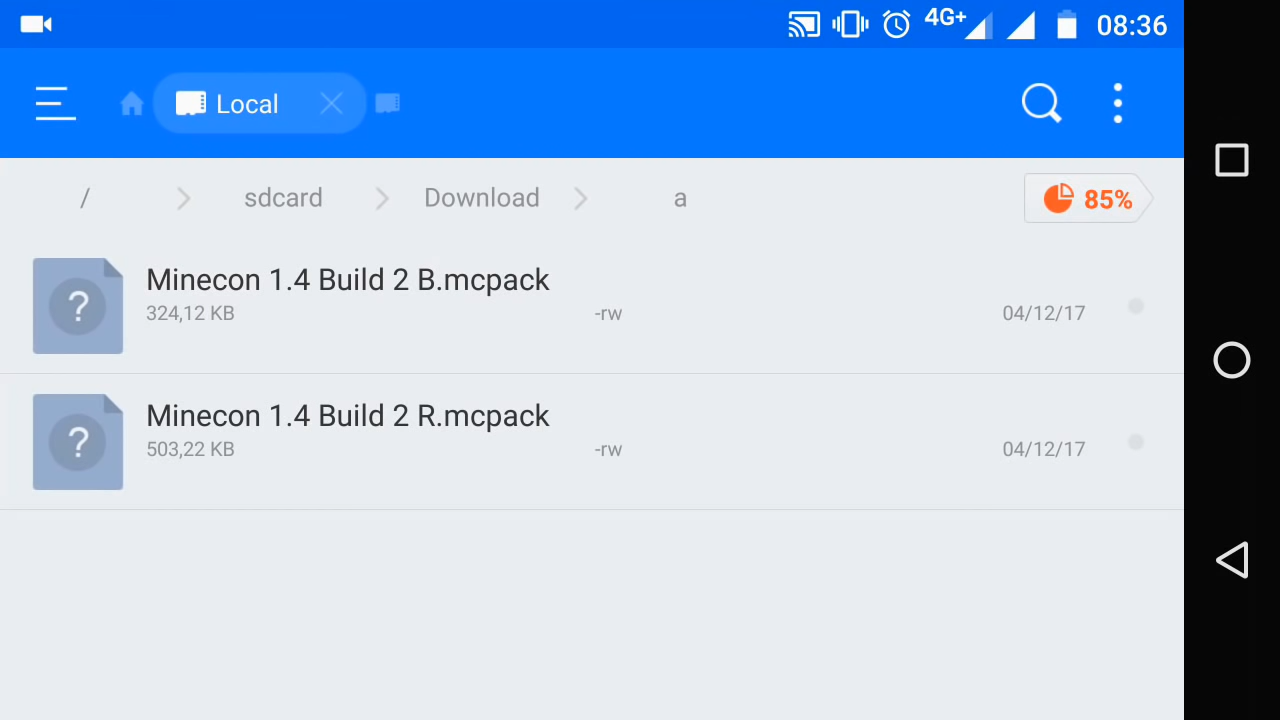 4G+ 08:36
Local
/ sdcard Download a 85%
Minecon 1.4 Build 2 B.mcpack
324,12 KB -rw 04/12/17
Minecon 1.4 Build 2 R.mcpack
503,22 KB -rw 04/12/17